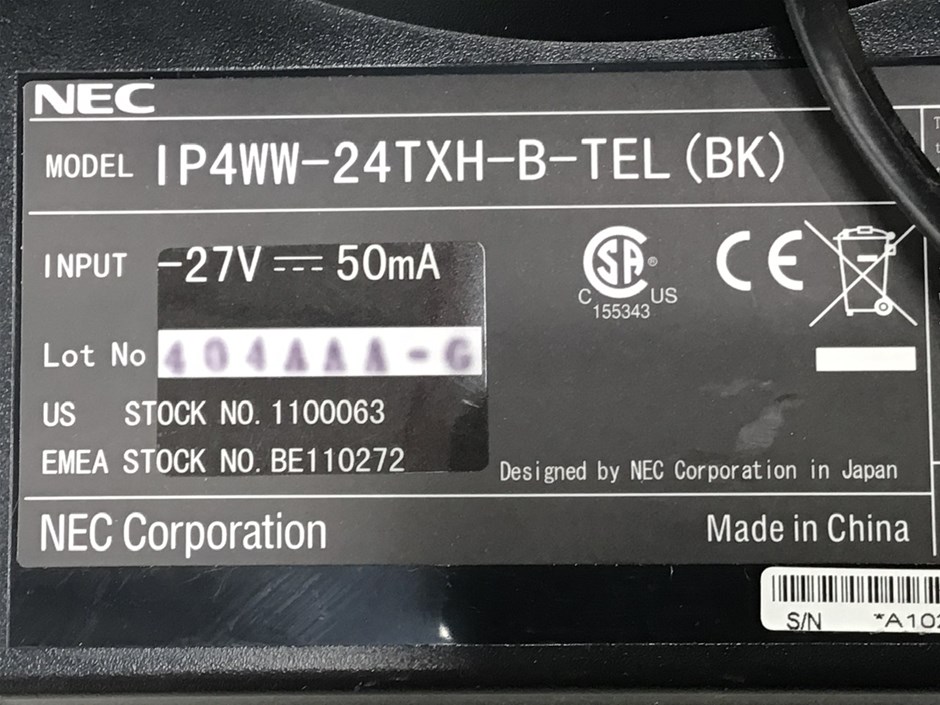 NEC
MODEL IP4WW-24TXH-B-TEL(BK)
INPUT -27V ⎓ 50mA
Lot No 404AAA-G
US STOCK NO. 1100063
EMEA STOCK NO. BE110272
C US
155343
CE
Designed by NEC Corporation in Japan
NEC Corporation
Made in China
S/N *A102